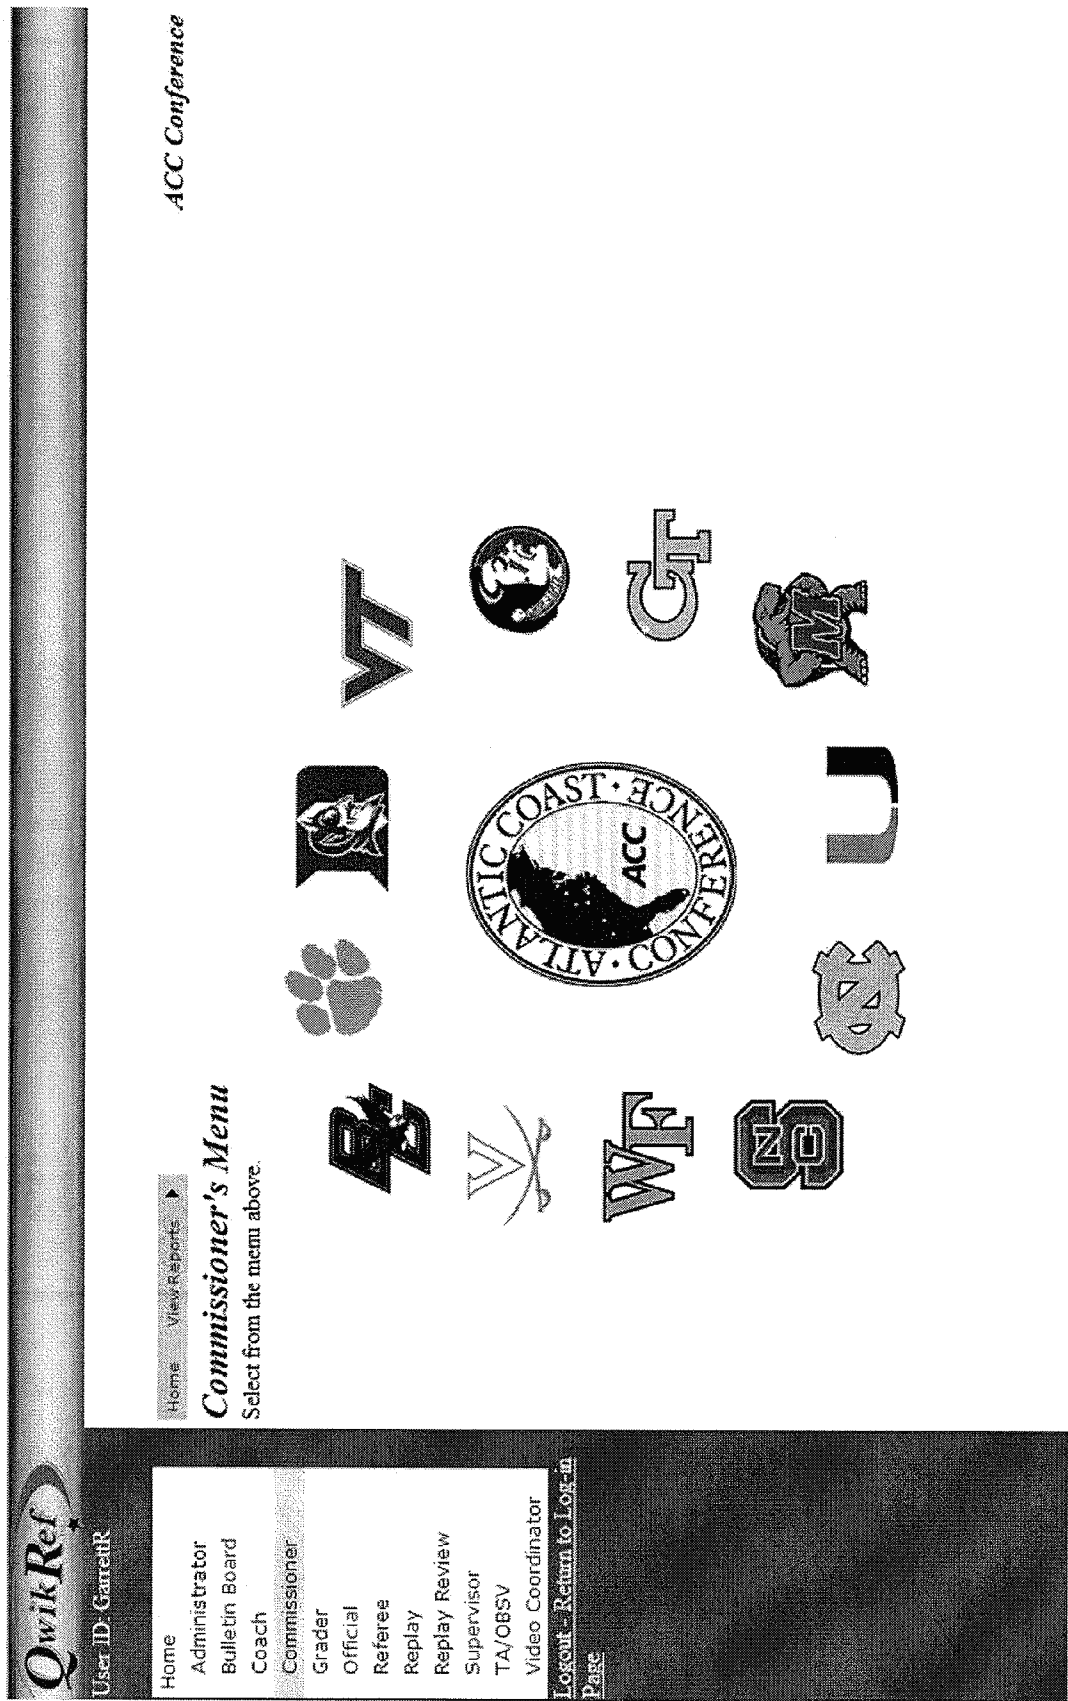 QwikRef
User ID: GarrettR
ACC Conference
Home
Administrator
Bulletin Board
Coach
Commissioner
Grader
Official
Referee
Replay
Replay Review
Supervisor
TA/OBSV
Video Coordinator
Logout - Return to Log-in
Page
Home View Reports ▶
Commissioner's Menu
Select from the menu above.
BC
VT
V
WF
GT
NC
S
NC
U
M
ATLANTIC COAST · CONFERENCE ·
ACC